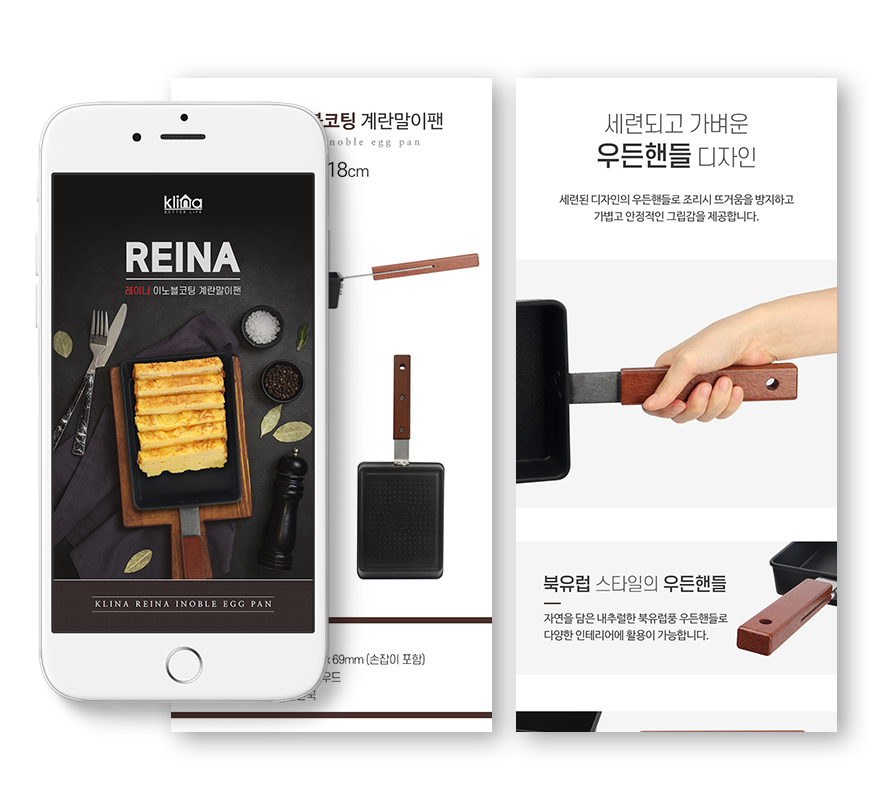 klina
BETTER LIFE
REINA
레이나 이노블코팅 계란말이팬
KLINA REINA INOBLE EGG PAN
코팅 계란말이팬
noble egg pan
18cm
x 69mm (손잡이 포함)
우드
세련되고 가벼운
우든핸들 디자인
세련된 디자인의 우든핸들로 조리시 뜨거움을 방지하고
가볍고 안정적인 그립감을 제공합니다.
북유럽 스타일의 우든핸들
자연을 담은 내추럴한 북유럽풍 우든핸들로
다양한 인테리어에 활용이 가능합니다.